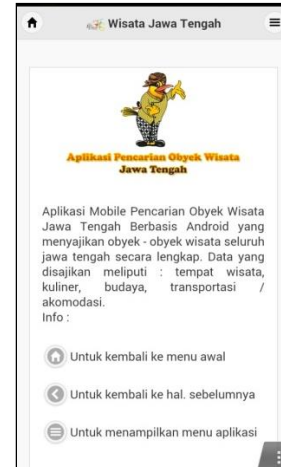 Wisata Jawa Tengah
Aplikasi Pencarian Obyek Wisata
Jawa Tengah
Aplikasi Mobile Pencarian Obyek Wisata
Jawa Tengah Berbasis Android yang
menyajikan obyek - obyek wisata seluruh
jawa tengah secara lengkap. Data yang
disajikan meliputi : tempat wisata,
kuliner, budaya, transportasi /
akomodasi.
Info :
Untuk kembali ke menu awal
Untuk kembali ke hal. sebelumnya
Untuk menampilkan menu aplikasi